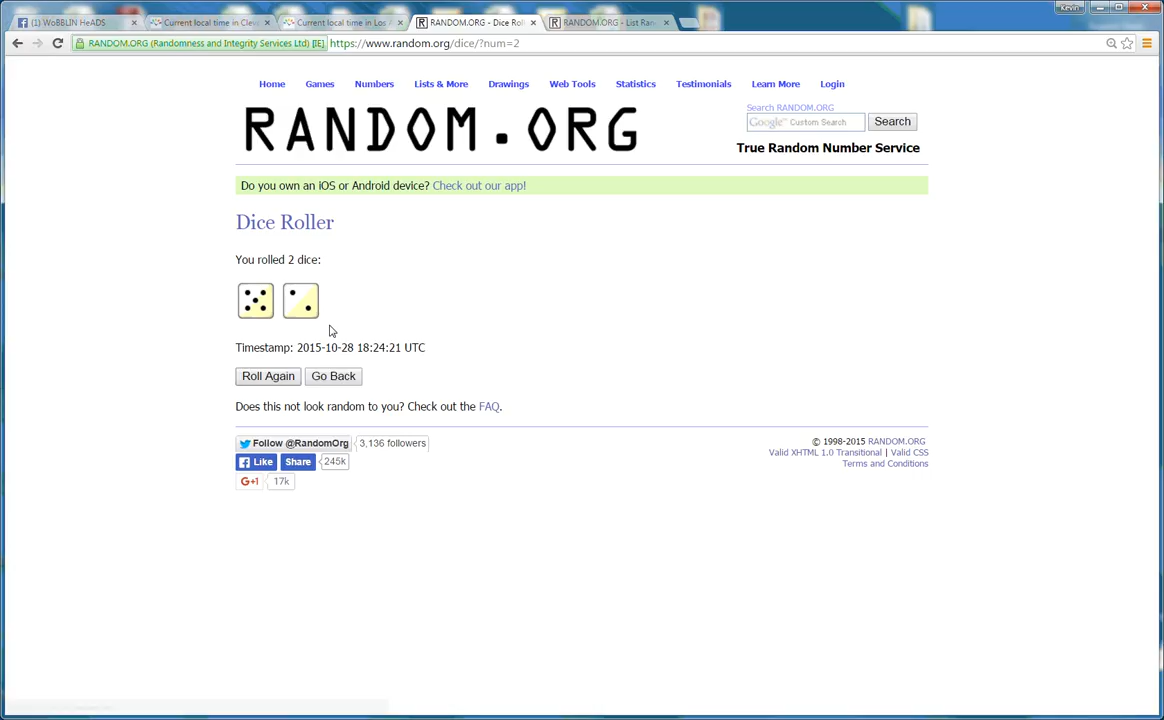 Kevin
(1) WoBBLIN HeADS
Current local time in Clev
Current local time in Los A
RANDOM.ORG - Dice Roll
RANDOM.ORG - List Ran
RANDOM.ORG (Randomness and Integrity Services Ltd) [IE] https://www.random.org/dice/?num=2
Home Games Numbers Lists & More Drawings Web Tools Statistics Testimonials Learn More Login
RANDOM.ORG
Search RANDOM.ORG
Google™ Custom Search Search
True Random Number Service
Do you own an iOS or Android device? Check out our app!
Dice Roller
You rolled 2 dice:
Timestamp: 2015-10-28 18:24:21 UTC
Roll Again Go Back
Does this not look random to you? Check out the FAQ.
Follow @RandomOrg 3,136 followers
Like Share 245k
G+1 17k
© 1998-2015 RANDOM.ORG
Valid XHTML 1.0 Transitional | Valid CSS
Terms and Conditions